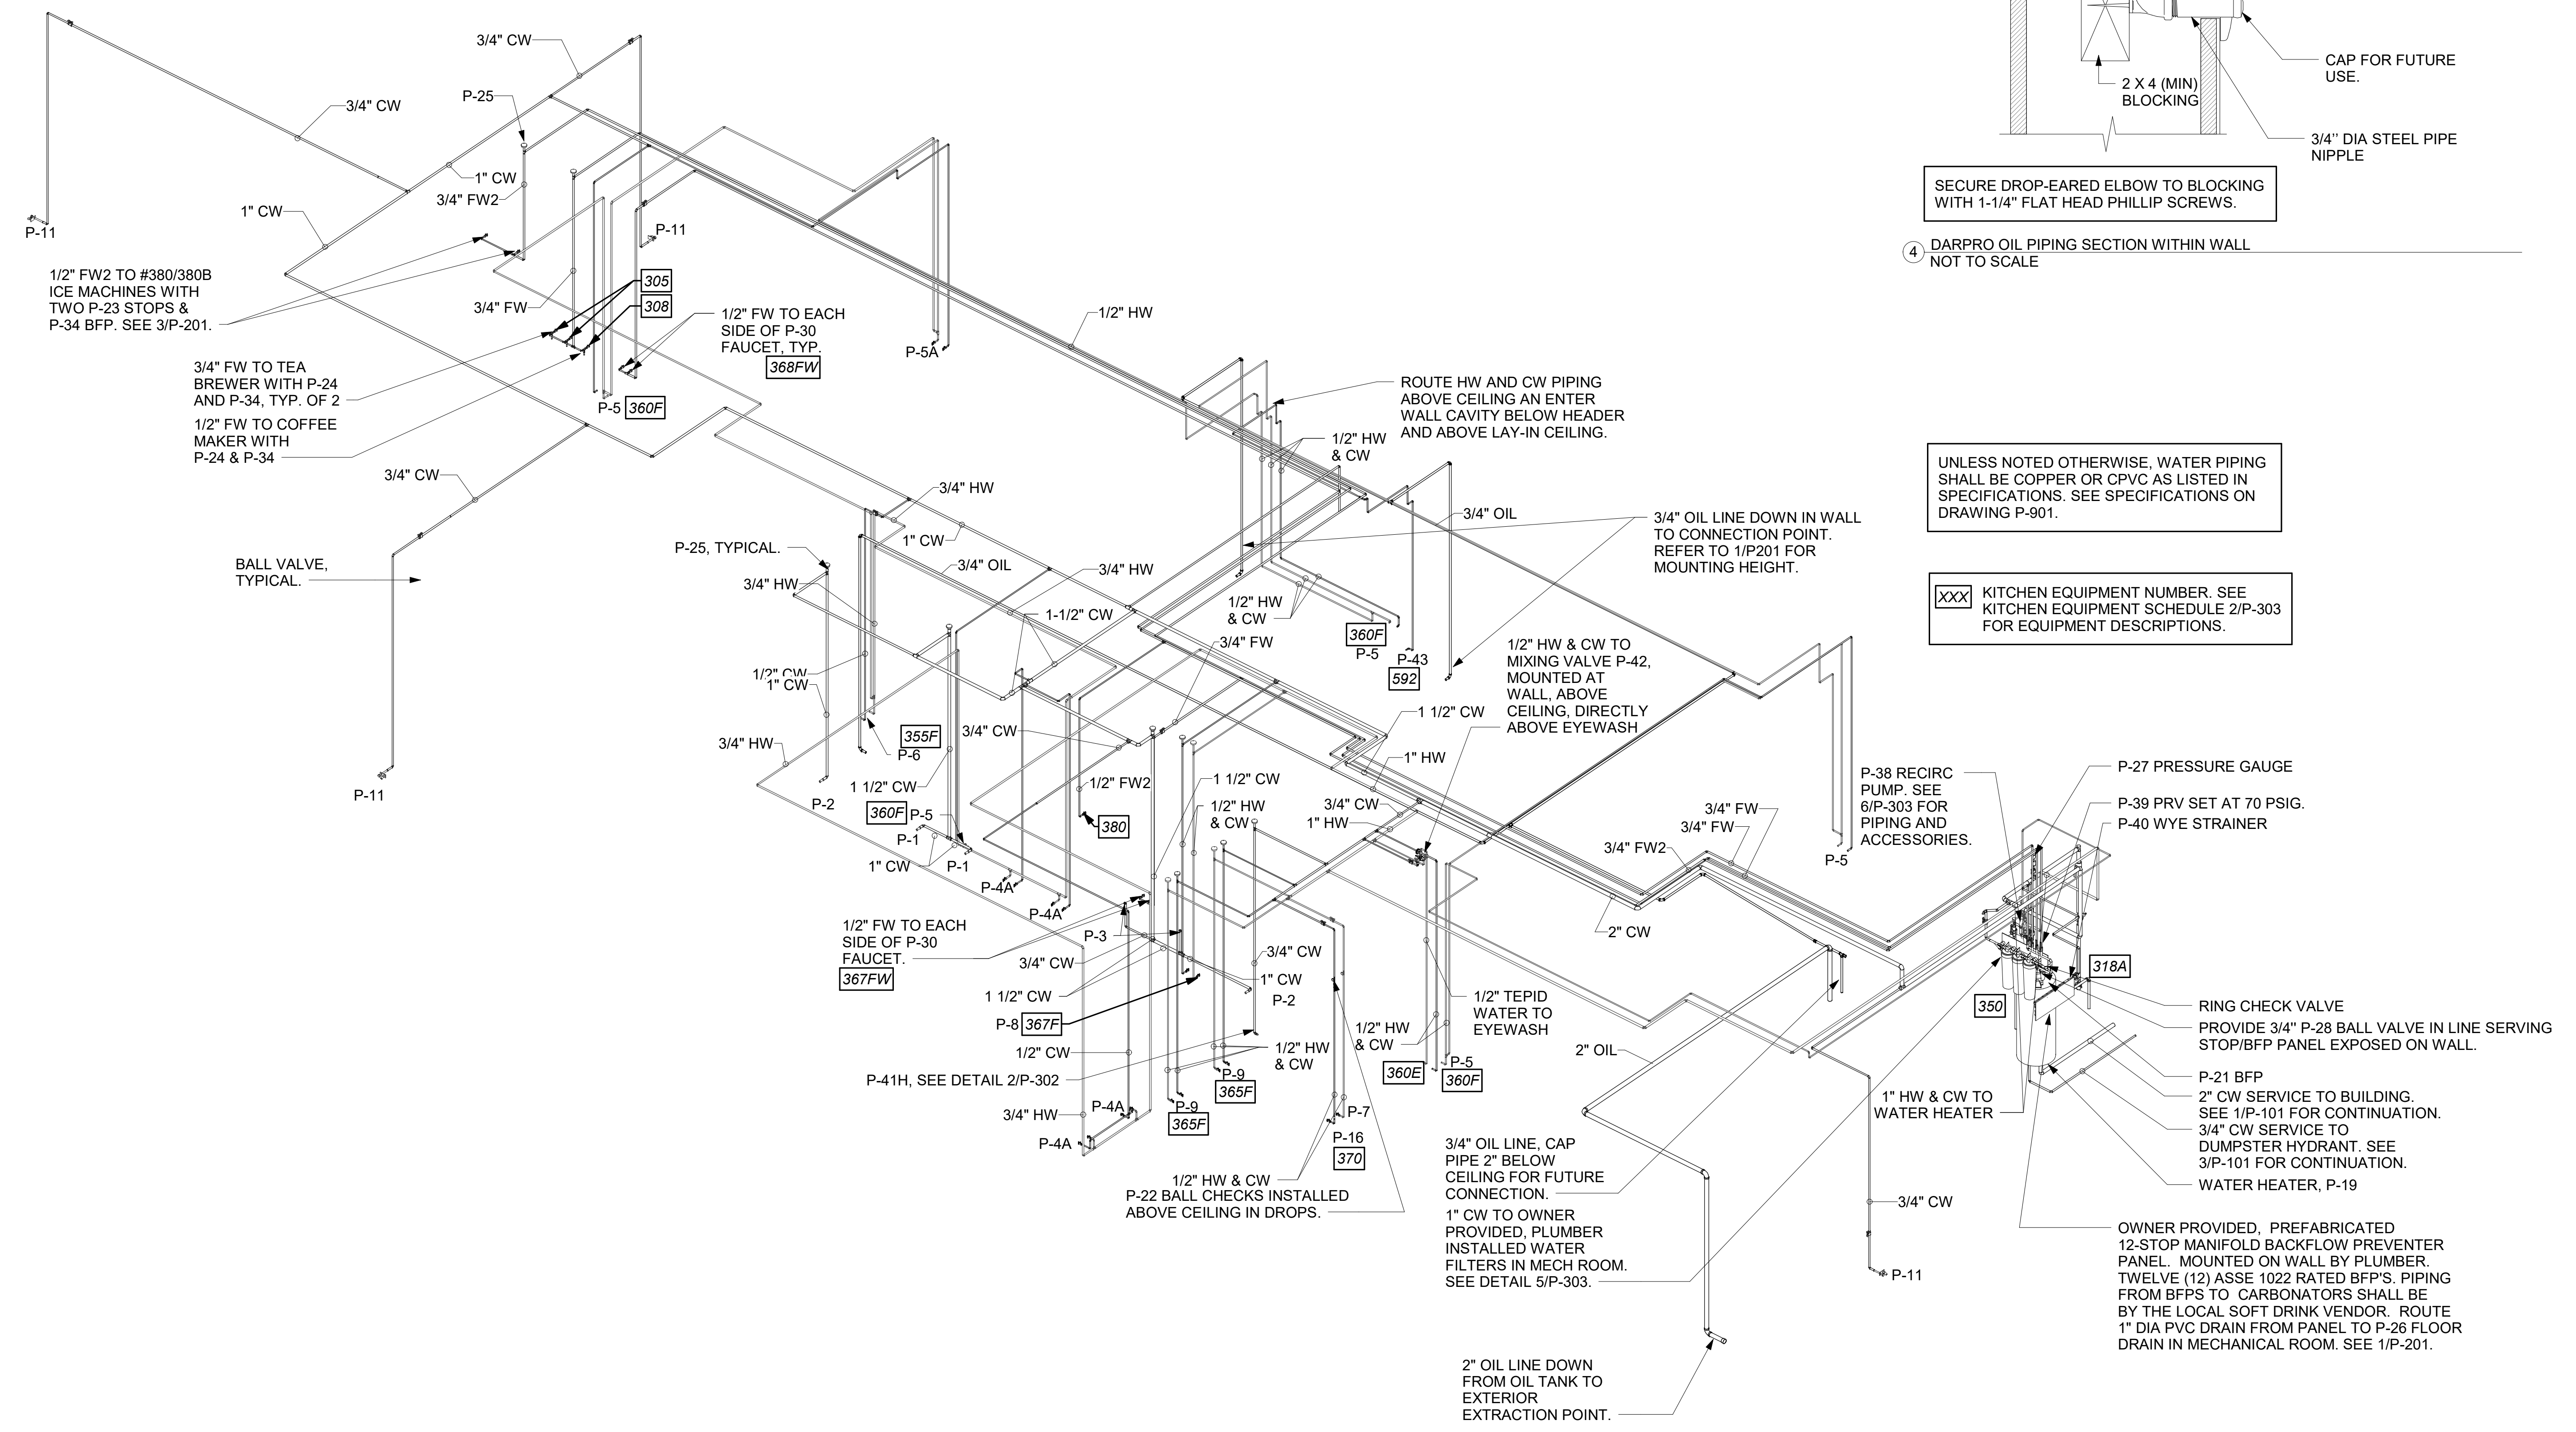 3/4" CW
P-25
3/4" CW
1" CW
3/4" FW2
1" CW
P-11
P-11
1/2" FW2 TO #380/380B
ICE MACHINES WITH
TWO P-23 STOPS &
P-34 BFP. SEE 3/P-201.
3/4" FW
305
308
1/2" FW TO EACH
SIDE OF P-30
FAUCET, TYP.
368FW
3/4" FW TO TEA
BREWER WITH P-24
AND P-34, TYP. OF 2
P-5 360F
1/2" FW TO COFFEE
MAKER WITH
P-24 & P-34
3/4" CW
BALL VALVE,
TYPICAL.
P-11
P-5A
1/2" HW
ROUTE HW AND CW PIPING
ABOVE CEILING AN ENTER
WALL CAVITY BELOW HEADER
AND ABOVE LAY-IN CEILING.
1/2" HW
& CW
3/4" OIL
3/4" OIL LINE DOWN IN WALL
TO CONNECTION POINT.
REFER TO 1/P201 FOR
MOUNTING HEIGHT.
3/4" HW
1" CW
P-25, TYPICAL.
3/4" OIL
3/4" HW
3/4" HW
1-1/2" CW
1/2" HW
& CW
360F
P-5
P-43
592
3/4" FW
1/2" HW & CW TO
MIXING VALVE P-42,
MOUNTED AT
WALL, ABOVE
CEILING, DIRECTLY
ABOVE EYEWASH
1/2" CW
1" CW
3/4" HW
355F
P-6
3/4" CW
1 1/2" CW
1" HW
1 1/2" CW
P-2
360F P-5
P-1
P-1
1" CW
1/2" FW2
380
1 1/2" CW
1/2" HW
& CW
3/4" CW
1" HW
P-4A
P-4A
P-3
1/2" FW TO EACH
SIDE OF P-30
FAUCET.
367FW
3/4" CW
1 1/2" CW
P-8 367F
1/2" CW
P-41H, SEE DETAIL 2/P-302
3/4" HW
P-4A
P-4A
3/4" CW
1" CW
P-2
1/2" HW
& CW
P-9
365F
P-9
365F
P-7
P-16
370
1/2" HW & CW
P-22 BALL CHECKS INSTALLED
ABOVE CEILING IN DROPS.
1/2" HW
& CW
360E
P-5
360F
1/2" TEPID
WATER TO
EYEWASH
P-5
3/4" FW
3/4" FW
3/4" FW2
2" CW
2" OIL
P-38 RECIRC
PUMP. SEE
6/P-303 FOR
PIPING AND
ACCESSORIES.
P-27 PRESSURE GAUGE
P-39 PRV SET AT 70 PSIG.
P-40 WYE STRAINER
318A
350
RING CHECK VALVE
PROVIDE 3/4" P-28 BALL VALVE IN LINE SERVING
STOP/BFP PANEL EXPOSED ON WALL.
P-21 BFP
2" CW SERVICE TO BUILDING.
SEE 1/P-101 FOR CONTINUATION.
3/4" CW SERVICE TO
DUMPSTER HYDRANT. SEE
3/P-101 FOR CONTINUATION.
WATER HEATER, P-19
1" HW & CW TO
WATER HEATER
3/4" OIL LINE, CAP
PIPE 2" BELOW
CEILING FOR FUTURE
CONNECTION.
1" CW TO OWNER
PROVIDED, PLUMBER
INSTALLED WATER
FILTERS IN MECH ROOM.
SEE DETAIL 5/P-303.
3/4" CW
P-11
OWNER PROVIDED, PREFABRICATED
12-STOP MANIFOLD BACKFLOW PREVENTER
PANEL. MOUNTED ON WALL BY PLUMBER.
TWELVE (12) ASSE 1022 RATED BFP'S. PIPING
FROM BFPS TO CARBONATORS SHALL BE
BY THE LOCAL SOFT DRINK VENDOR. ROUTE
1" DIA PVC DRAIN FROM PANEL TO P-26 FLOOR
DRAIN IN MECHANICAL ROOM. SEE 1/P-201.
2" OIL LINE DOWN
FROM OIL TANK TO
EXTERIOR
EXTRACTION POINT.
CAP FOR FUTURE
USE.
2 X 4 (MIN)
BLOCKING
3/4'' DIA STEEL PIPE
NIPPLE
SECURE DROP-EARED ELBOW TO BLOCKING
WITH 1-1/4" FLAT HEAD PHILLIP SCREWS.
4 DARPRO OIL PIPING SECTION WITHIN WALL
NOT TO SCALE
UNLESS NOTED OTHERWISE, WATER PIPING
SHALL BE COPPER OR CPVC AS LISTED IN
SPECIFICATIONS. SEE SPECIFICATIONS ON
DRAWING P-901.
XXX KITCHEN EQUIPMENT NUMBER. SEE
KITCHEN EQUIPMENT SCHEDULE 2/P-303
FOR EQUIPMENT DESCRIPTIONS.